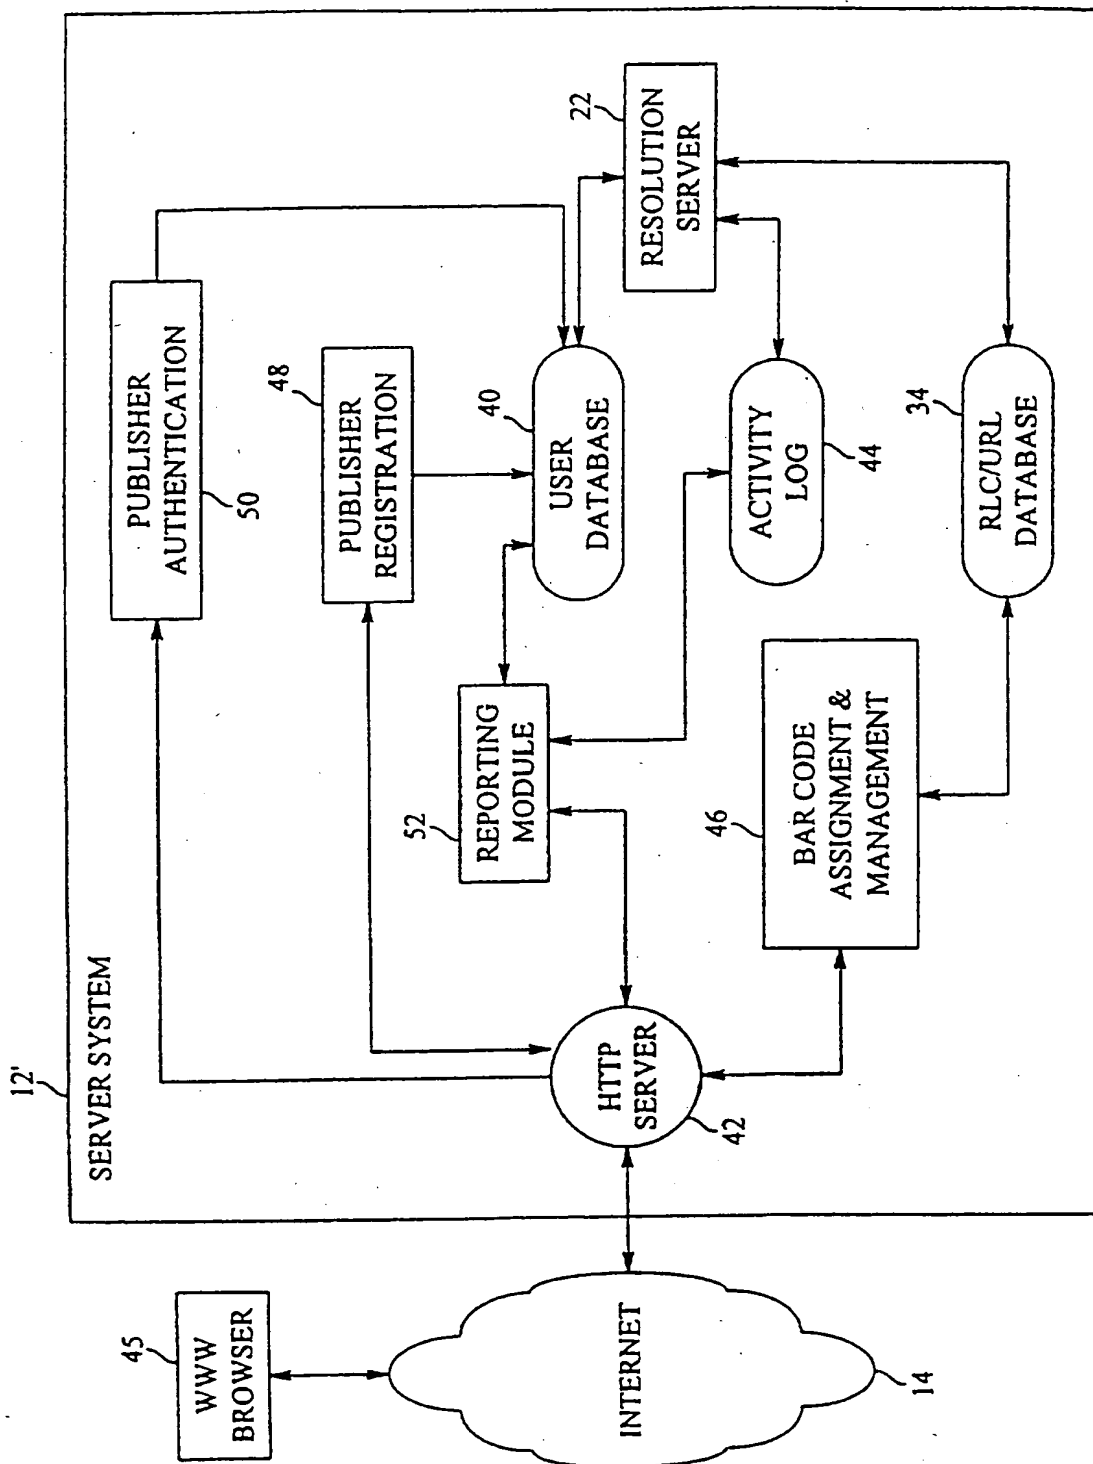 12'
SERVER SYSTEM
45
WWW
BROWSER
INTERNET
14
HTTP
SERVER
42
PUBLISHER
AUTHENTICATION
50
48
PUBLISHER
REGISTRATION
52
REPORTING
MODULE
40
USER
DATABASE
22
RESOLUTION
SERVER
ACTIVITY
LOG
44
46
BAR CODE
ASSIGNMENT &
MANAGEMENT
34
RLC/URL
DATABASE